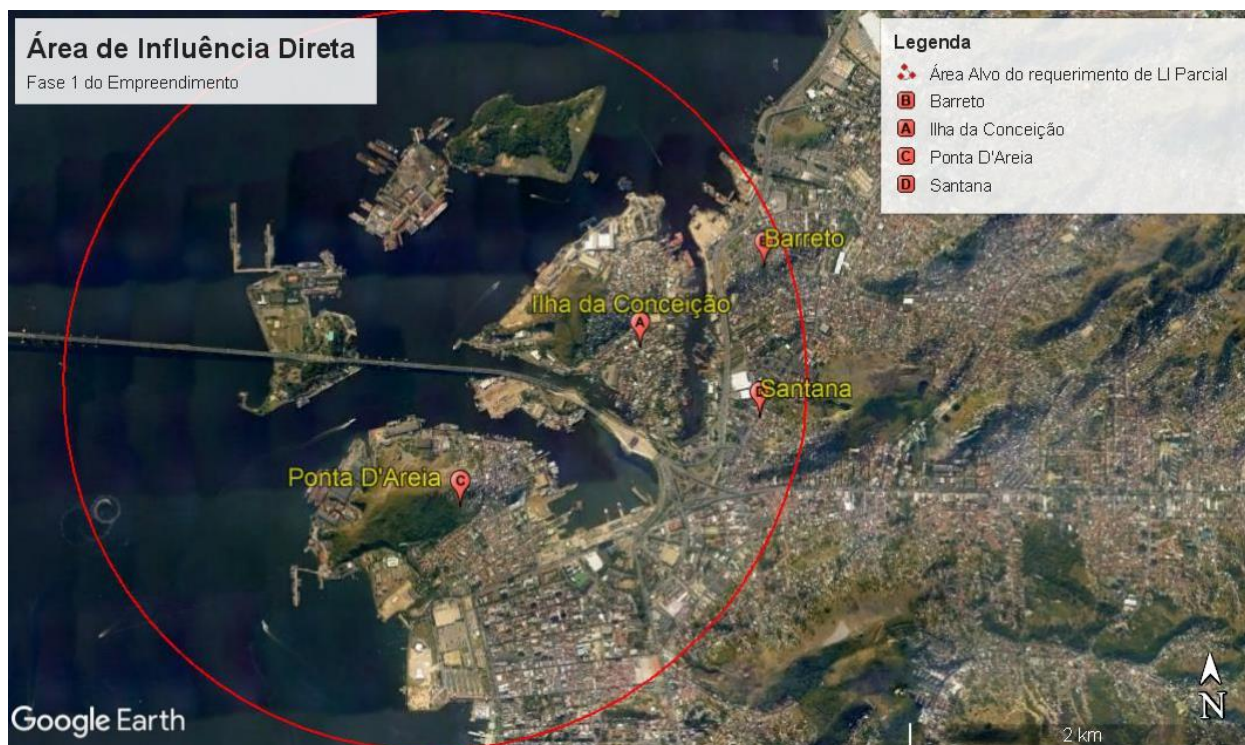 Área de Influência Direta
Fase 1 do Empreendimento
Legenda
Área Alvo do requerimento de LI Parcial
B Barreto
A Ilha da Conceição
C Ponta D'Areia
D Santana
Barreto
Ilha da Conceição
A
Santana
Ponta D'Areia
C
Google Earth
N
2 km